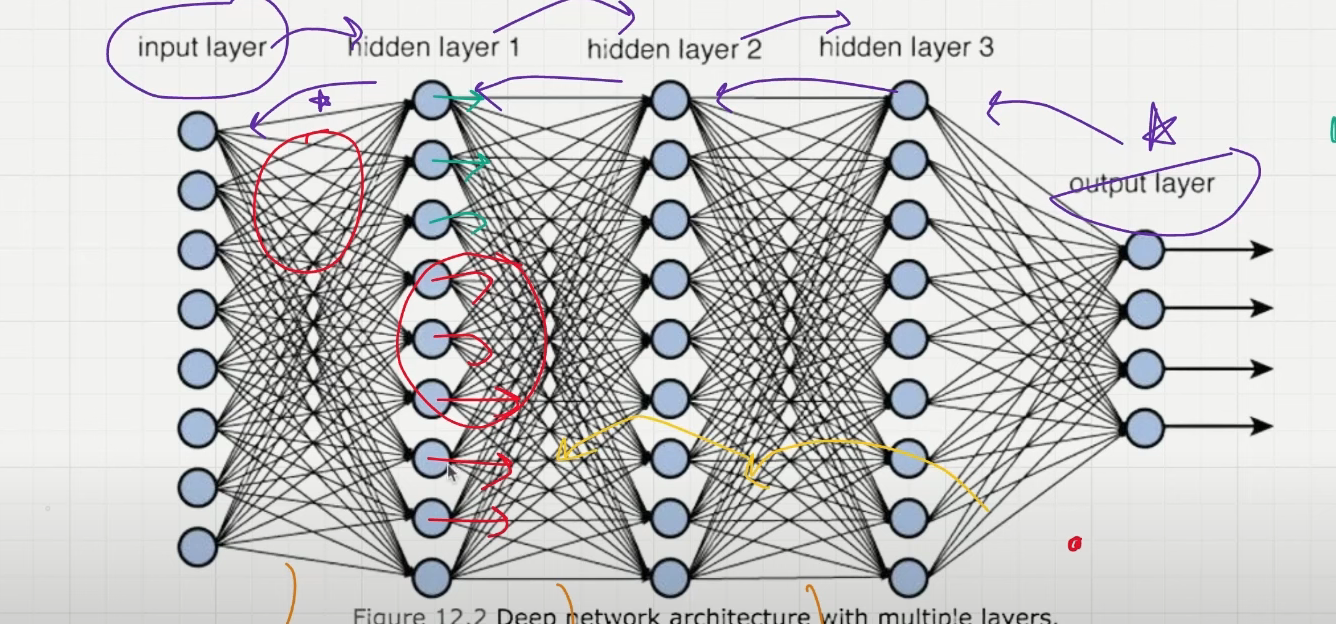 input layer
hidden layer 1
hidden layer 2
hidden layer 3
output layer
Figure 12.2 Deep network architecture with multiple layers.